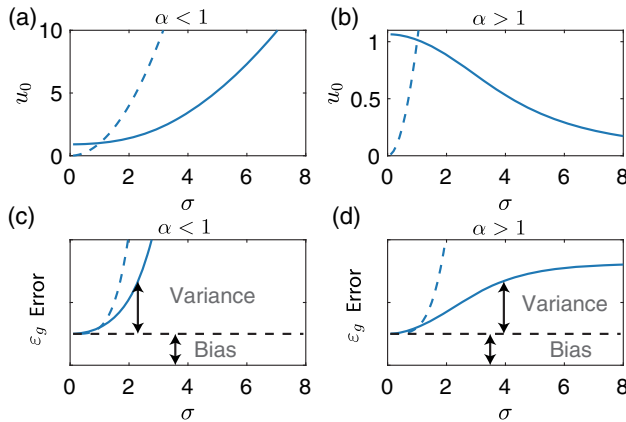 (a)
α < 1
10
5
0
u₀
0 2 4 6 8
σ
(b)
α > 1
1
0.5
0
u₀
0 2 4 6 8
σ
(c)
α < 1
ε_g Error
Variance
Bias
0 2 4 6 8
σ
(d)
α > 1
ε_g Error
Variance
Bias
0 2 4 6 8
σ